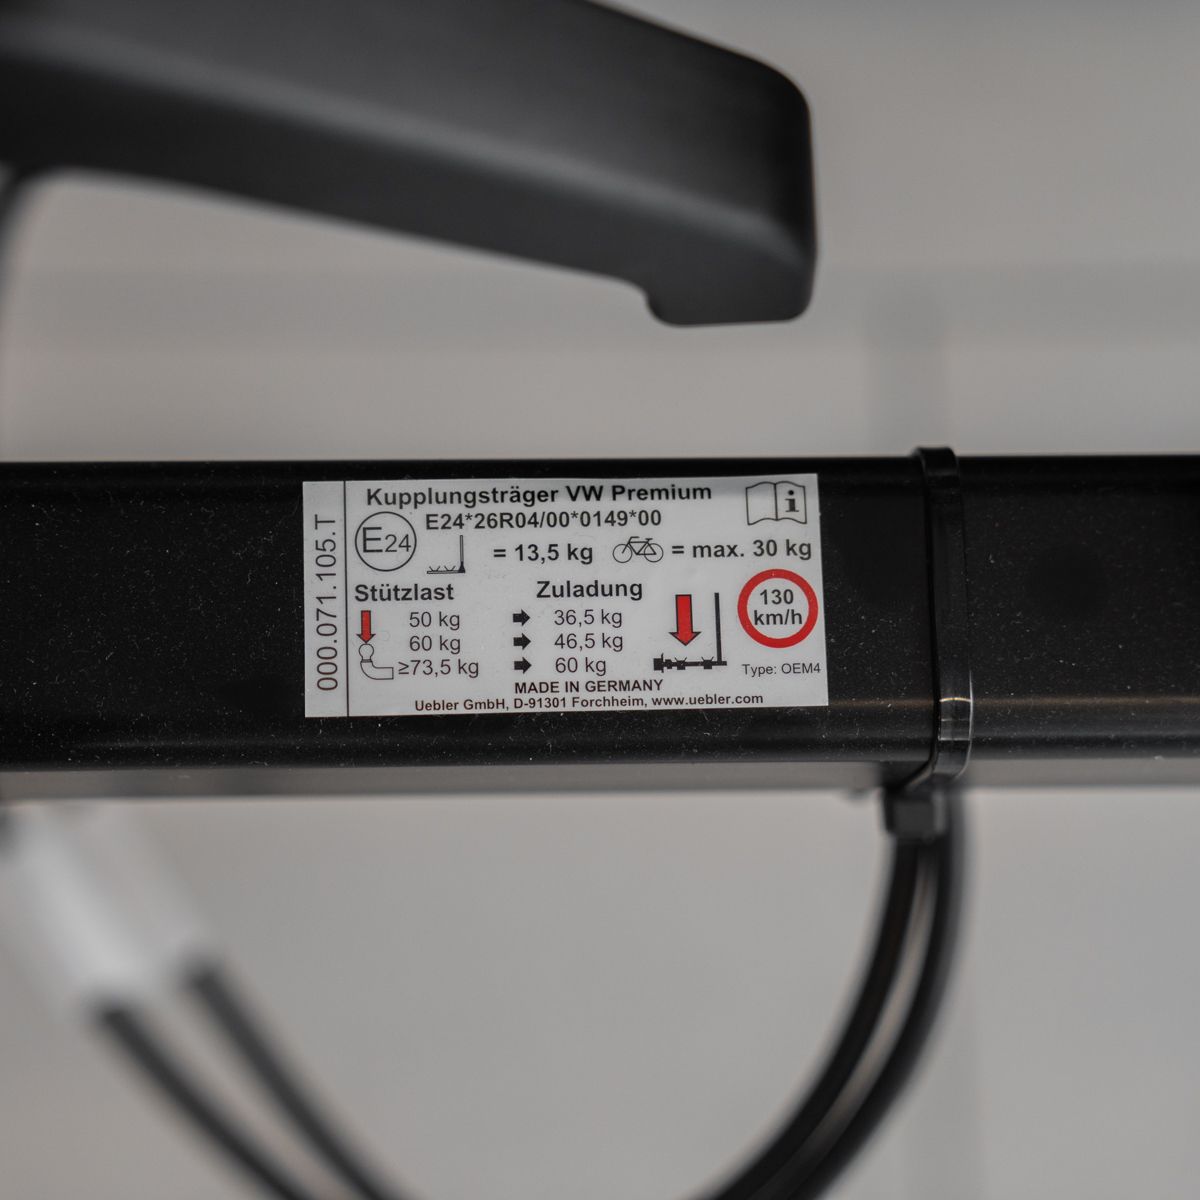 000.071.105.T
Kupplungsträger VW Premium
i
E24
E24*26R04/00*0149*00
= 13,5 kg
= max. 30 kg
Stützlast
Zuladung
50 kg
36,5 kg
60 kg
46,5 kg
≥73,5 kg
60 kg
130
km/h
Type: OEM4
MADE IN GERMANY
Uebler GmbH, D-91301 Forchheim, www.uebler.com